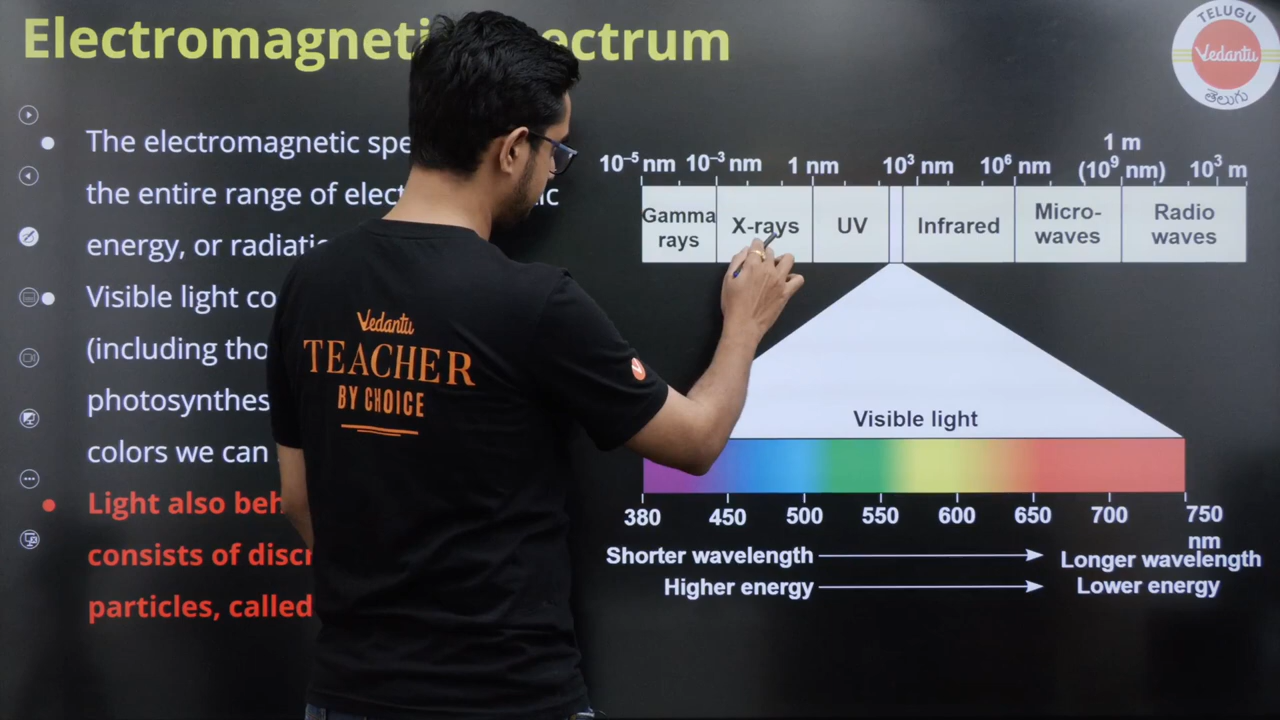 Electromagneti ectrum
The electromagnetic spe
the entire range of elect ic
energy, or radiatio
Visible light co
(including tho
photosynthes
colors we can
Light also beh
consists of discr
particles, called
TELUGU
Vedantu
తెలుగు
10⁻⁵ nm 10⁻³ nm 1 nm 10³ nm 10⁶ nm 1 m (10⁹ nm) 10³ m
Gamma rays
X-rays
UV
Infrared
Micro-
waves
Radio
waves
Visible light
380 450 500 550 600 650 700 750 nm
Shorter wavelength Longer wavelength
Higher energy Lower energy
Vedantu
TEACHER
BY CHOICE